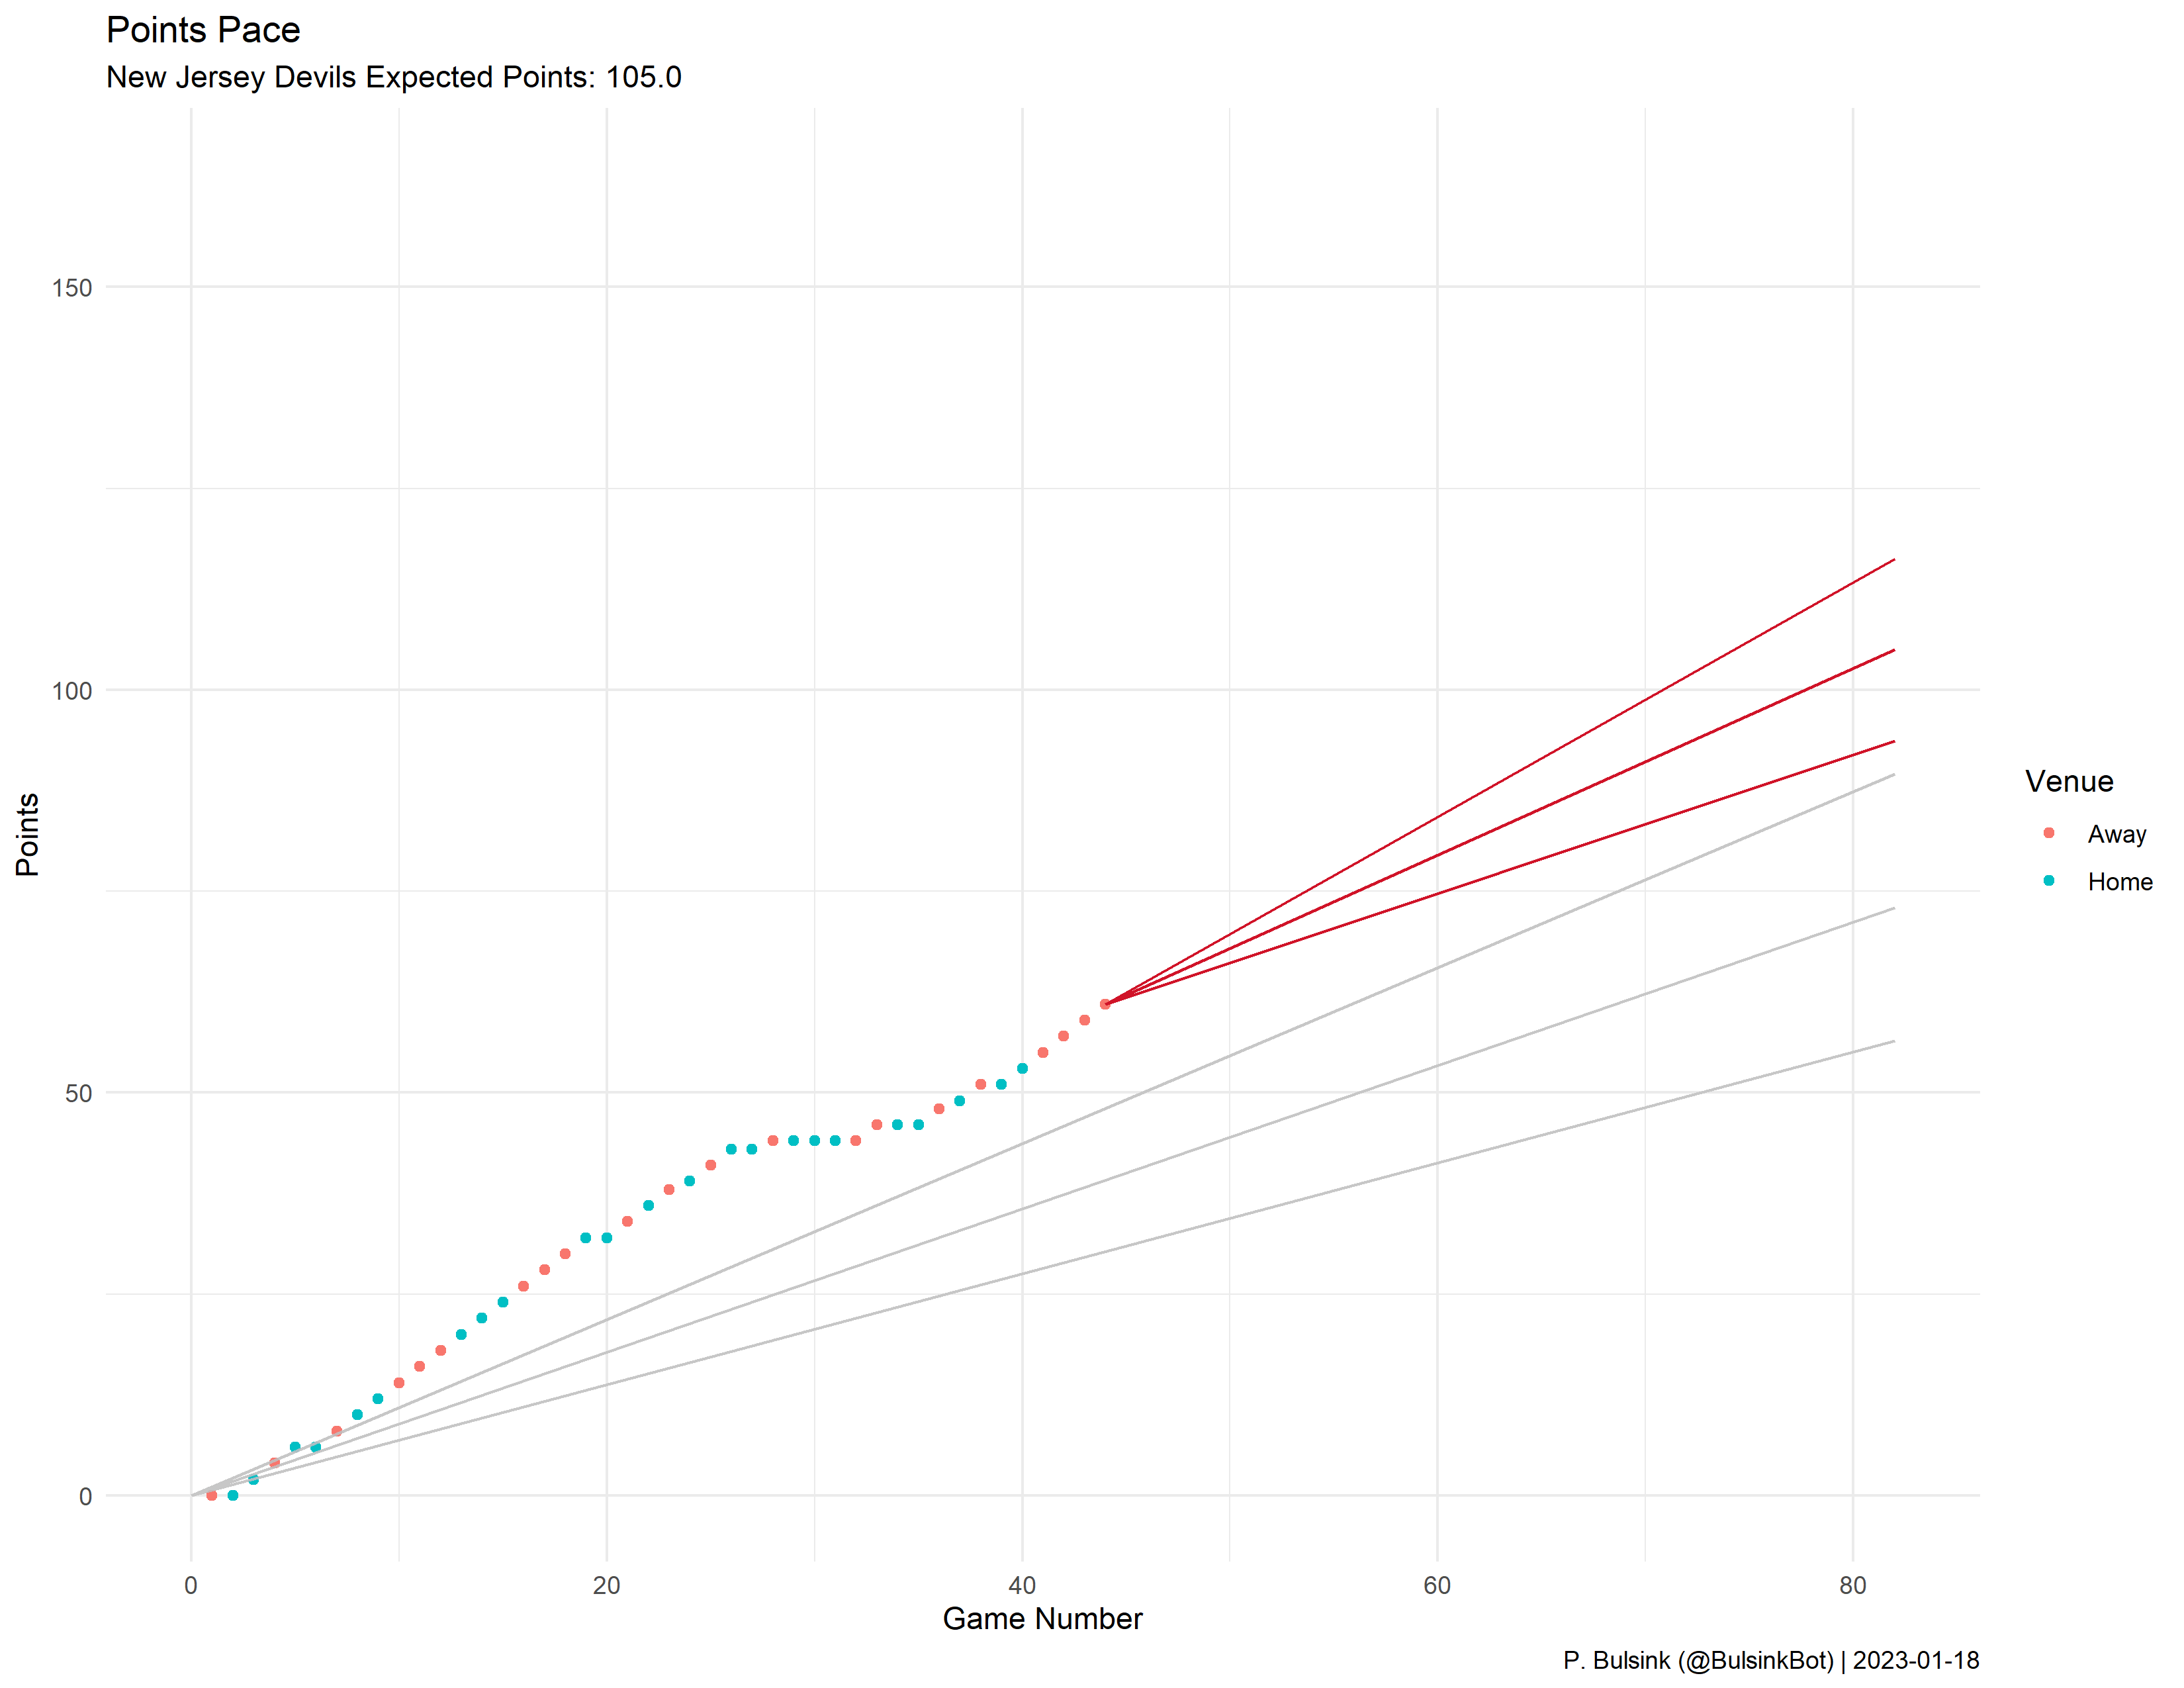 Points Pace
New Jersey Devils Expected Points: 105.0
150
100
50
0
Points
0 20 40 60 80
Game Number
Venue
Away
Home
P. Bulsink (@BulsinkBot) | 2023-01-18